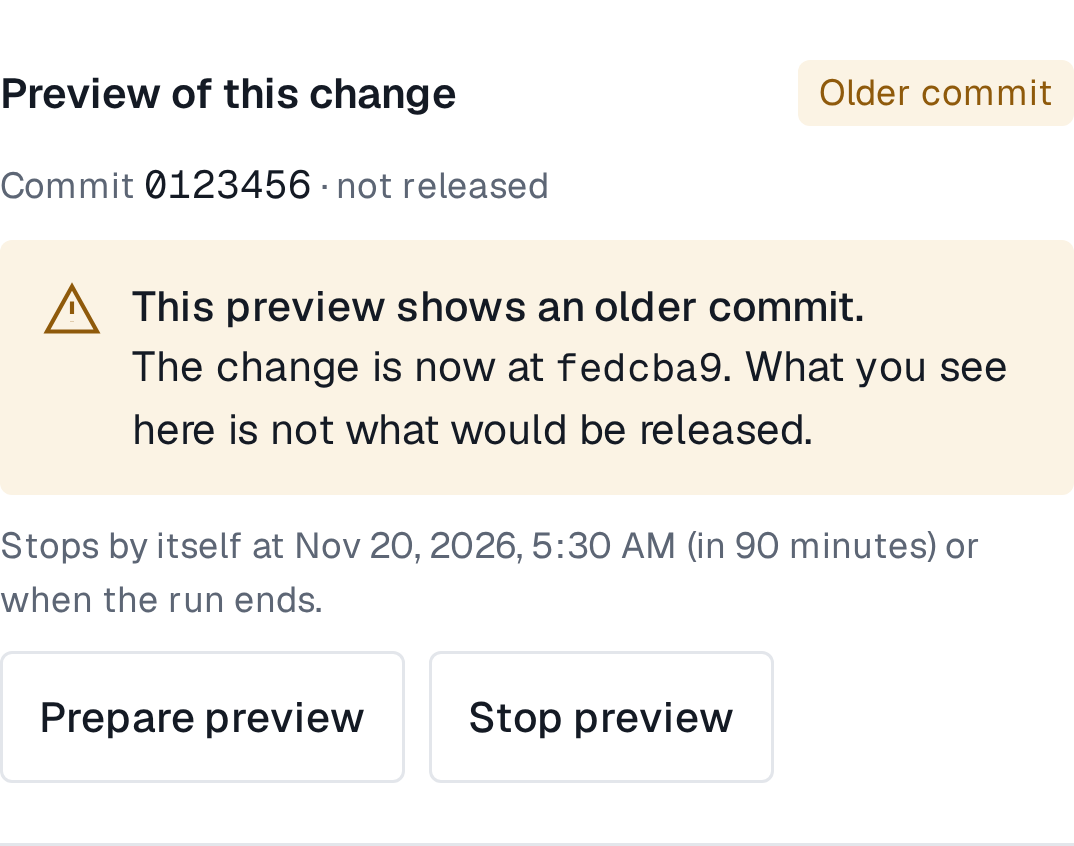 Preview of this change
Older commit
Commit 0123456 · not released
This preview shows an older commit.
The change is now at fedcba9. What you see
here is not what would be released.
Stops by itself at Nov 20, 2026, 5:30 AM (in 90 minutes) or
when the run ends.
Prepare preview
Stop preview